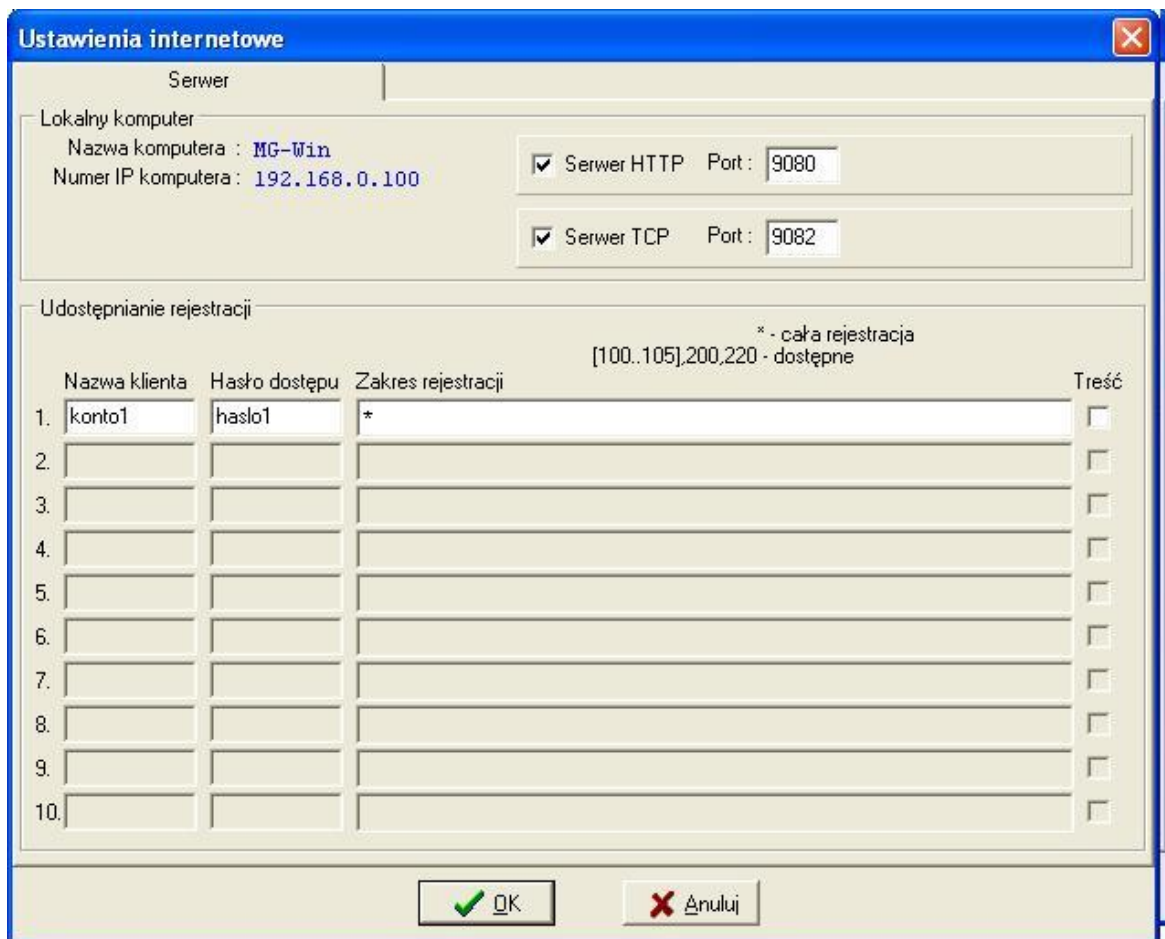 Ustawienia internetowe
Serwer
Lokalny komputer
Nazwa komputera : MG-Win
Numer IP komputera : 192.168.0.100
Serwer HTTP Port : 9080
Serwer TCP Port : 9082
Udostępnianie rejestracji
* - cała rejestracja
[100..105],200,220 - dostępne
Nazwa klienta Hasło dostępu Zakres rejestracji Treść
1. konto1 haslo1 *
2.
3.
4.
5.
6.
7.
8.
9.
10.
OK Anuluj